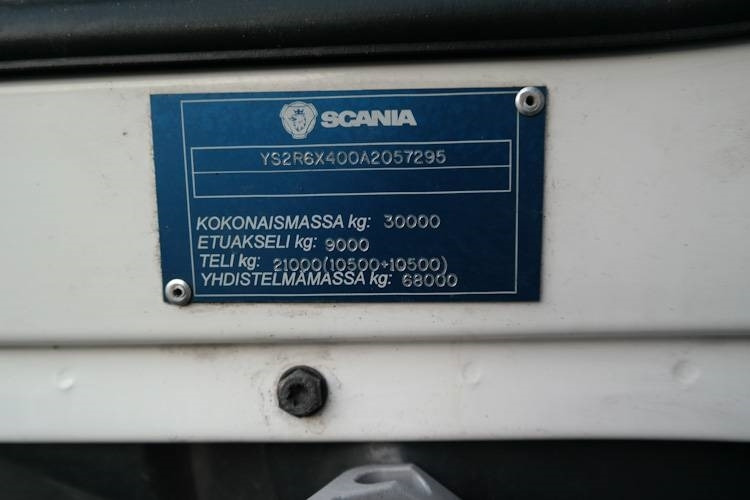 SCANIA
YS2R6X400A2057295
KOKONAISMASSA kg: 30000
ETUAKSELI kg: 9000
TELI kg: 21000(10500+10500)
YHDISTELMÄMASSA kg: 68000